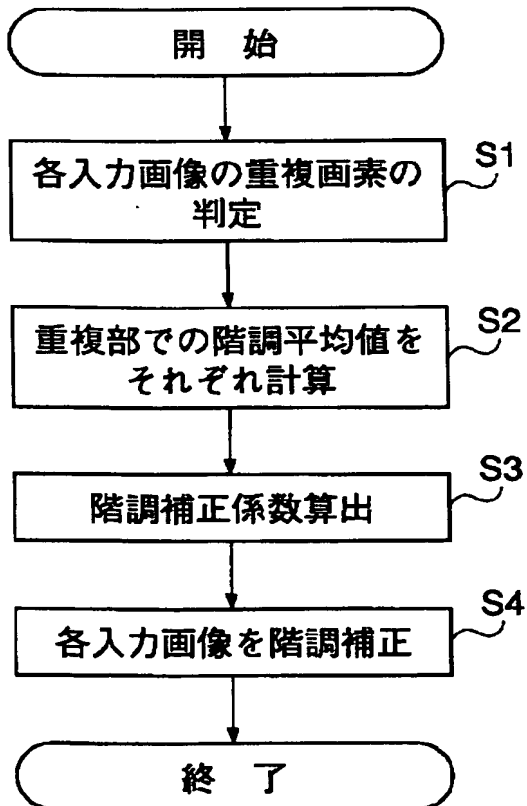 開 始
各入力画像の重複画素の
判定
S1
重複部での階調平均値を
それぞれ計算
S2
階調補正係数算出
S3
各入力画像を階調補正
S4
終 了